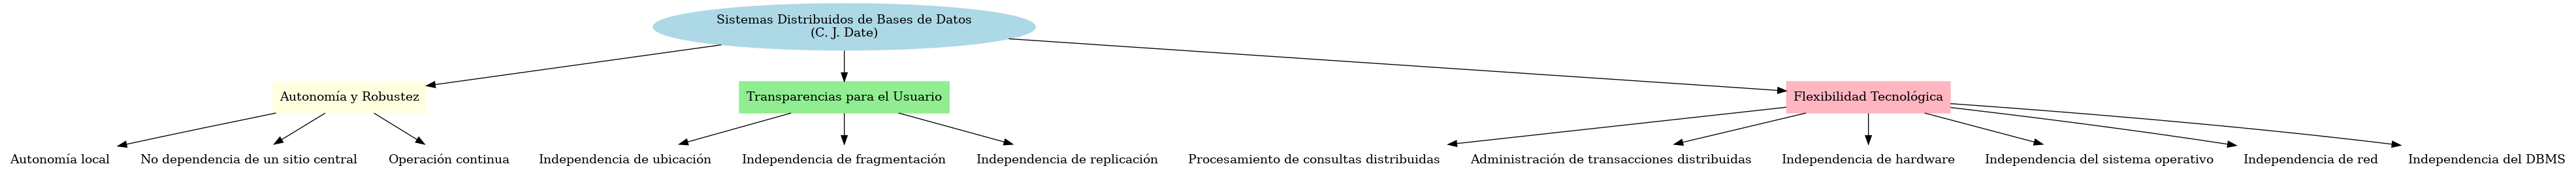 Sistemas Distribuidos de Bases de Datos
(C. J. Date)
Autonomía y Robustez
Transparencias para el Usuario
Flexibilidad Tecnológica
Autonomía local
No dependencia de un sitio central
Operación continua
Independencia de ubicación
Independencia de fragmentación
Independencia de replicación
Procesamiento de consultas distribuidas
Administración de transacciones distribuidas
Independencia de hardware
Independencia del sistema operativo
Independencia de red
Independencia del DBMS